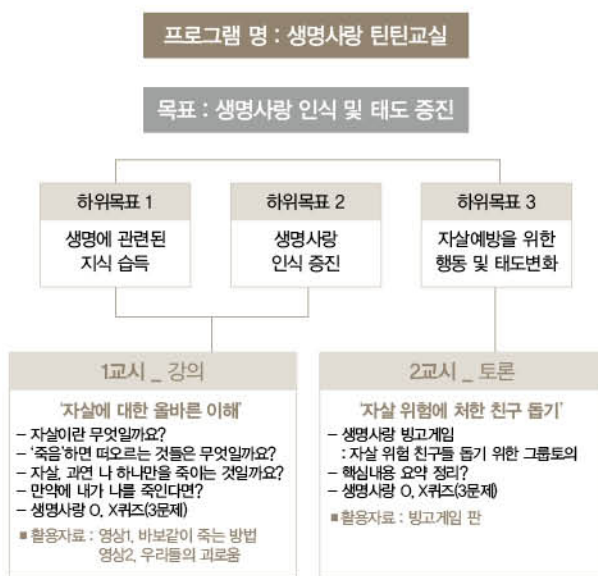 프로그램 명 : 생명사랑 틴틴교실
목표 : 생명사랑 인식 및 태도 증진
하위목표 1
생명에 관련된
지식 습득
하위목표 2
생명사랑
인식 증진
하위목표 3
자살예방을 위한
행동 및 태도변화
1교시 _ 강의
'자살에 대한 올바른 이해'
– 자살이란 무엇일까요?
– '죽음'하면 떠오르는 것들은 무엇일까요?
– 자살, 과연 나 하나만을 죽이는 것일까요?
– 만약에 내가 나를 죽인다면?
– 생명사랑 O, X퀴즈(3문제)
■ 활용자료 : 영상1. 바보같이 죽는 방법
영상2. 우리들의 괴로움
2교시 _ 토론
'자살 위험에 처한 친구 돕기'
– 생명사랑 빙고게임
: 자살 위험 친구들 돕기 위한 그룹토의
– 핵심내용 요약 정리?
– 생명사랑 O, X퀴즈(3문제)
■ 활용자료 : 빙고게임 판